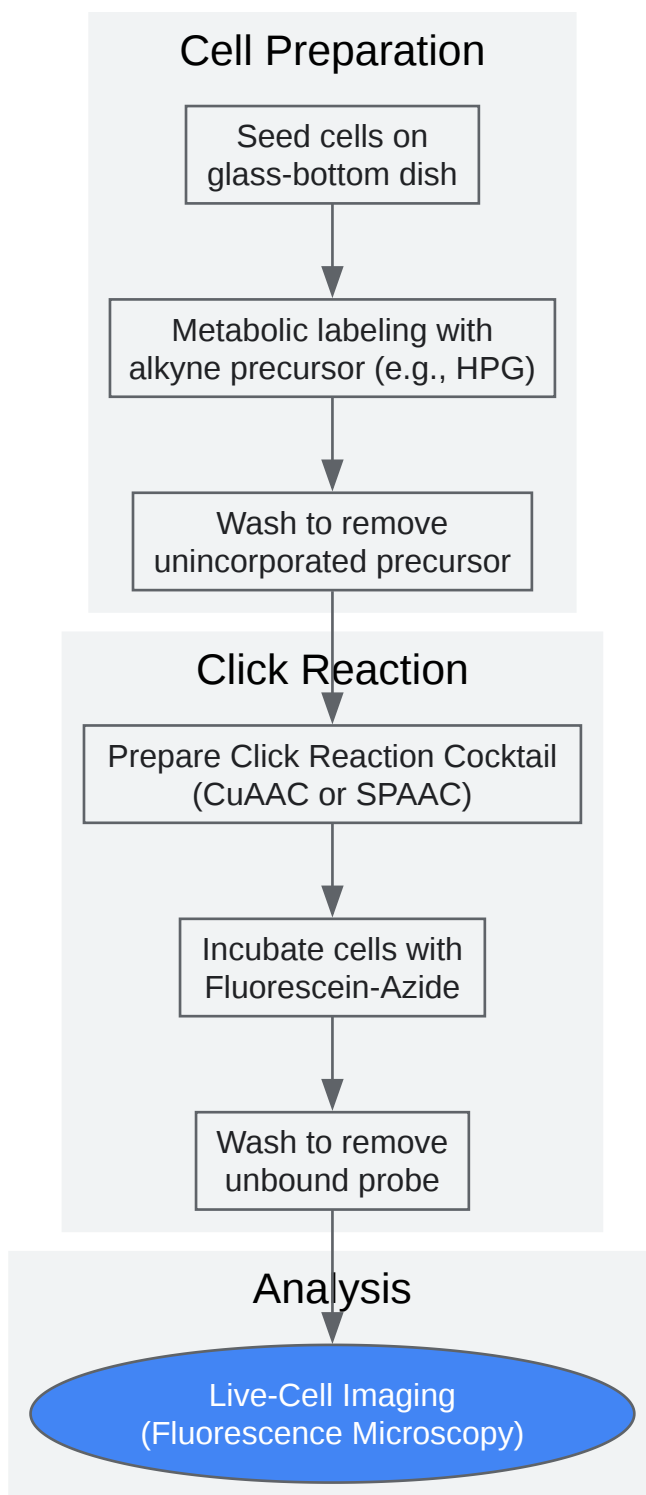 Cell Preparation
Seed cells on
glass-bottom dish
Metabolic labeling with
alkyne precursor (e.g., HPG)
Wash to remove
unincorporated precursor
Click Reaction
Prepare Click Reaction Cocktail
(CuAAC or SPAAC)
Incubate cells with
Fluorescein-Azide
Wash to remove
unbound probe
Analysis
Live-Cell Imaging
(Fluorescence Microscopy)